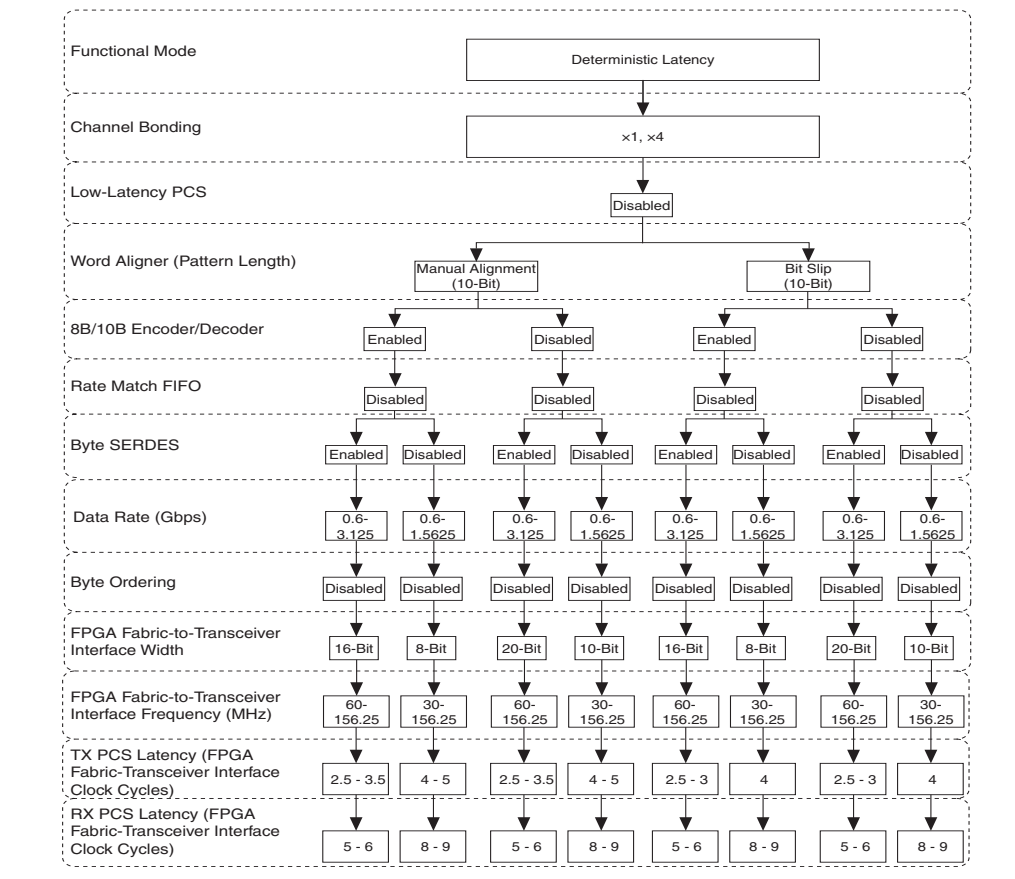 Functional Mode
Deterministic Latency
Channel Bonding
×1, ×4
Low-Latency PCS
Disabled
Word Aligner (Pattern Length)
Manual Alignment
(10-Bit)
Bit Slip
(10-Bit)
8B/10B Encoder/Decoder
Enabled Disabled Enabled Disabled
Rate Match FIFO
Disabled Disabled Disabled Disabled
Byte SERDES
Enabled Disabled Enabled Disabled Enabled Disabled Enabled Disabled
Data Rate (Gbps)
0.6- 0.6- 0.6- 0.6- 0.6- 0.6- 0.6- 0.6-
3.125 1.5625 3.125 1.5625 3.125 1.5625 3.125 1.5625
Byte Ordering
Disabled Disabled Disabled Disabled Disabled Disabled Disabled Disabled
FPGA Fabric-to-Transceiver
Interface Width
16-Bit 8-Bit 20-Bit 10-Bit 16-Bit 8-Bit 20-Bit 10-Bit
FPGA Fabric-to-Transceiver
Interface Frequency (MHz)
60- 30- 60- 30- 60- 30- 60- 30-
156.25 156.25 156.25 156.25 156.25 156.25 156.25 156.25
TX PCS Latency (FPGA
Fabric-Transceiver Interface
Clock Cycles)
2.5 - 3.5 4 - 5 2.5 - 3.5 4 - 5 2.5 - 3 4 2.5 - 3 4
RX PCS Latency (FPGA
Fabric-Transceiver Interface
Clock Cycles)
5 - 6 8 - 9 5 - 6 8 - 9 5 - 6 8 - 9 5 - 6 8 - 9